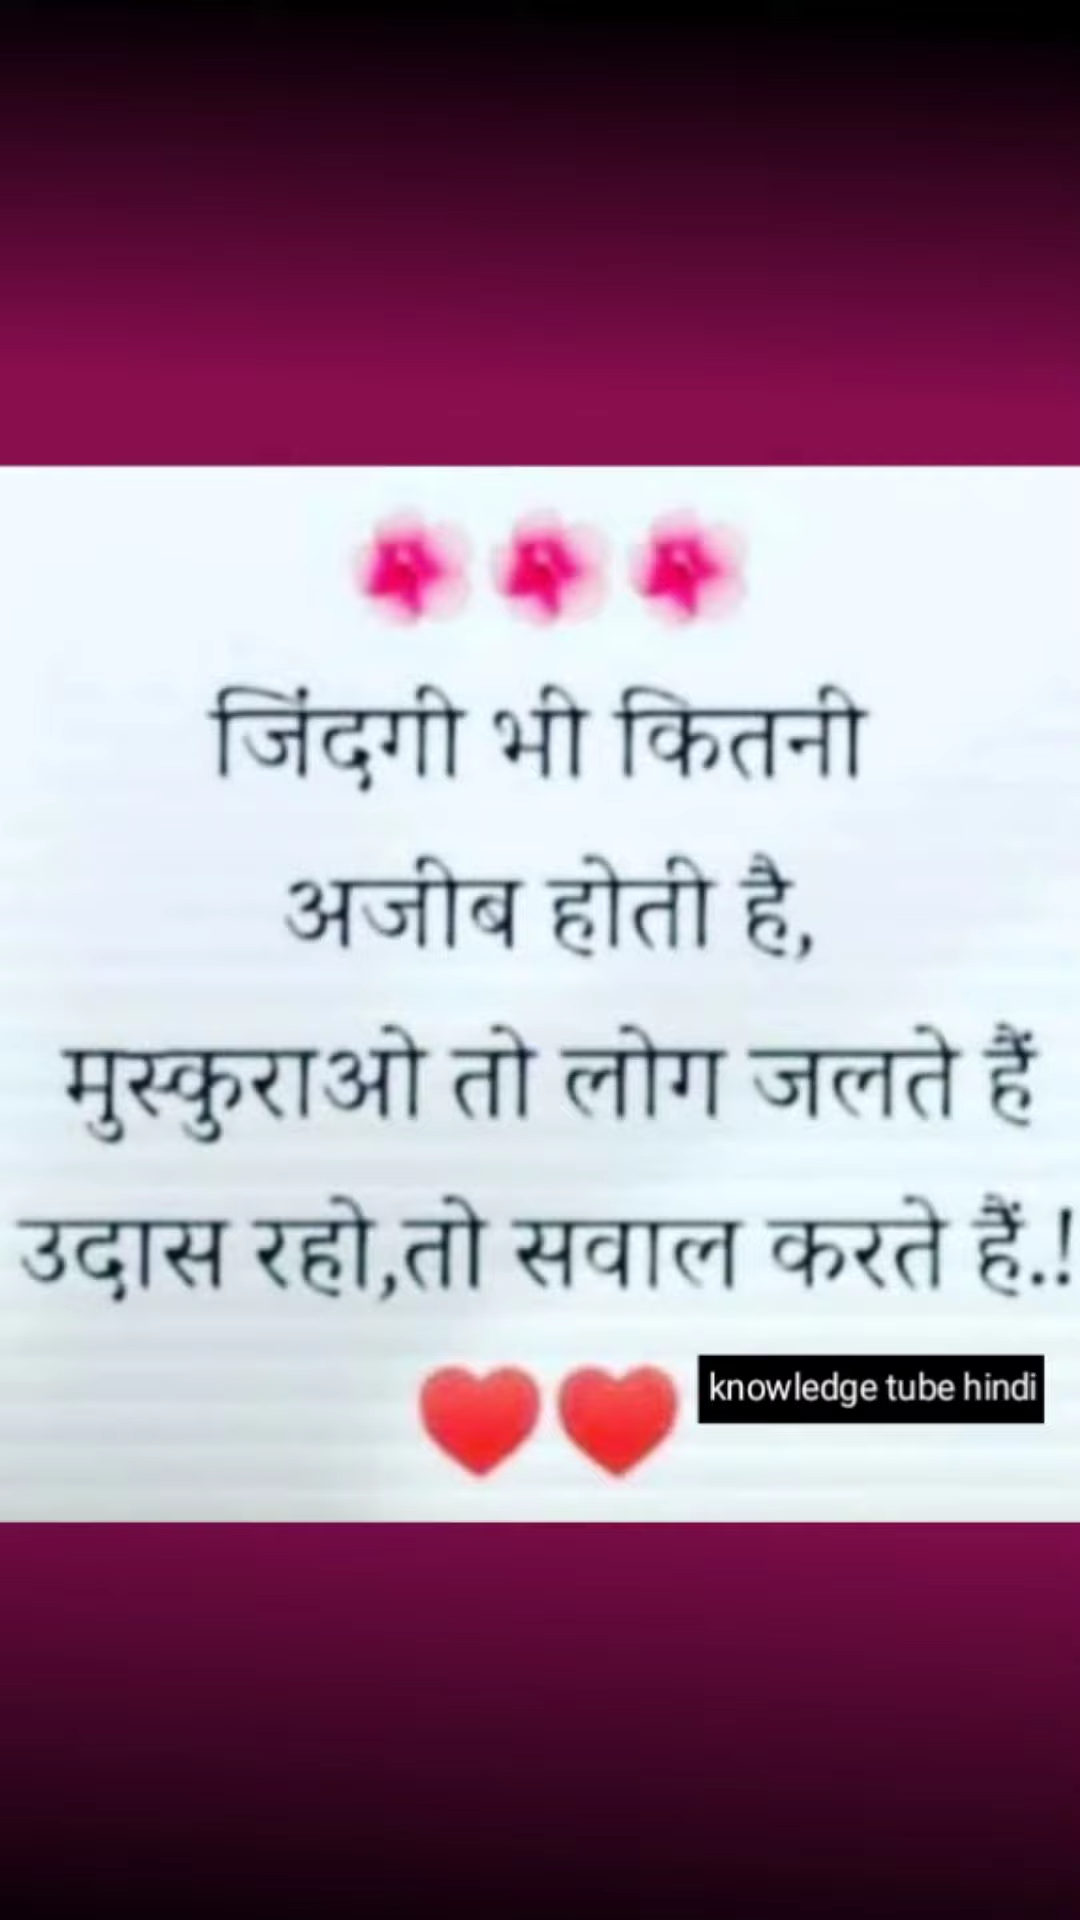 जिंदगी भी कितनी
अजीब होती है,
मुस्कुराओ तो लोग जलते हैं
उदास रहो,तो सवाल करते हैं.!
knowledge tube hindi